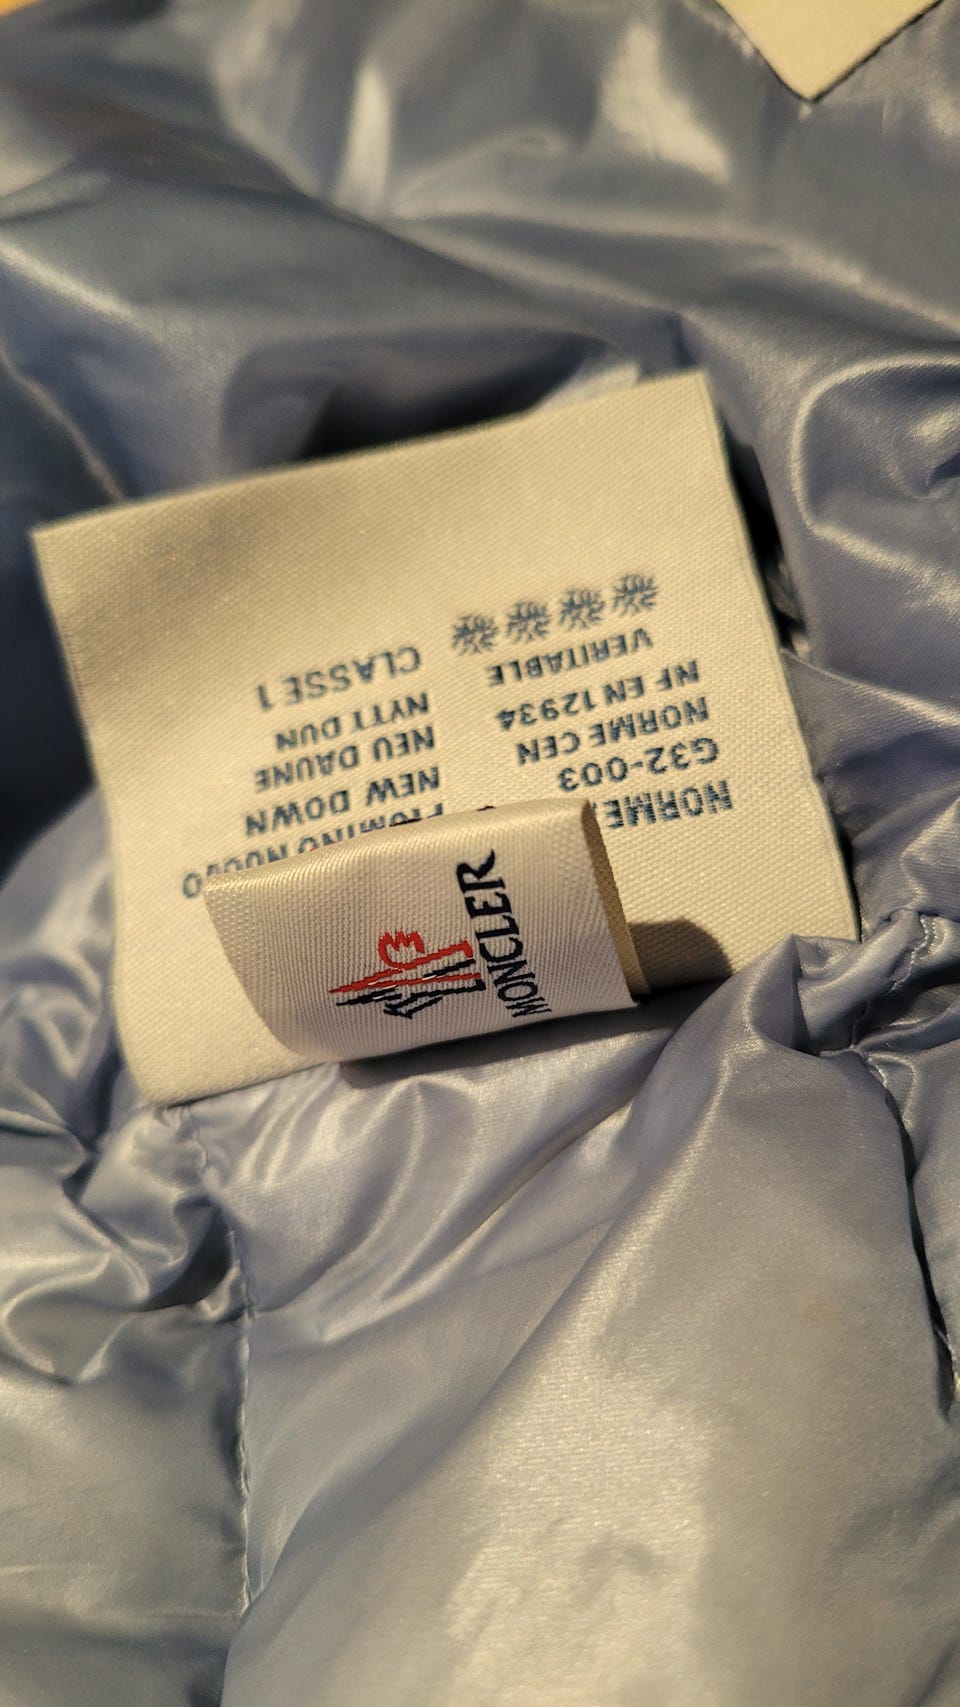 NORME
G32-003
NORME CEN
NF EN 12934
VERITABLE
PIUMINO NUOVO
NEW DOWN
NEU DAUNE
NYTT DUN
CLASSE 1
MONCLER